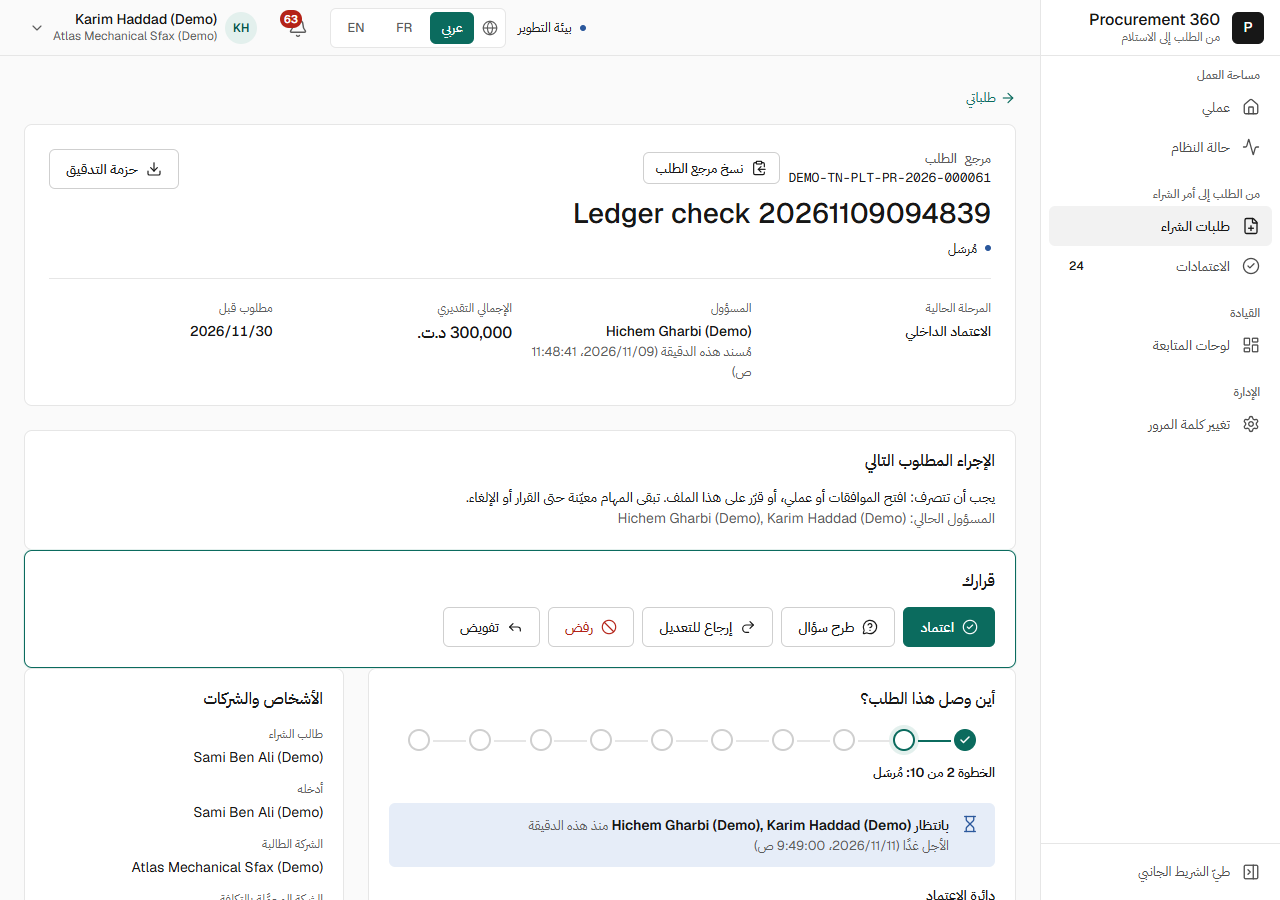 P
Procurement 360
من الطلب إلى الاستلام
بيئة التطوير
عربي
FR
EN
63
KH
Karim Haddad (Demo)
Atlas Mechanical Sfax (Demo)
مساحة العمل
عملي
حالة النظام
من الطلب إلى أمر الشراء
طلبات الشراء
الاعتمادات
24
القيادة
لوحات المتابعة
الإدارة
تغيير كلمة المرور
طيّ الشريط الجانبي
طلباتي
مرجع الطلب
DEMO-TN-PLT-PR-2026-000061
نسخ مرجع الطلب
حزمة التدقيق
Ledger check 20261109094839
مُرسَل
المرحلة الحالية
الاعتماد الداخلي
المسؤول
Hichem Gharbi (Demo)
مُسند هذه الدقيقة (2026/11/09، 11:48:41
ص)
الإجمالي التقديري
300,000 د.ت.
مطلوب قبل
2026/11/30
الإجراء المطلوب التالي
يجب أن تتصرف: افتح الموافقات أو عملي، أو قرّر على هذا الملف. تبقى المهام معيّنة حتى القرار أو الإلغاء.
المسؤول الحالي: Hichem Gharbi (Demo), Karim Haddad (Demo)
قرارك
اعتماد
طرح سؤال
إرجاع للتعديل
رفض
تفويض
أين وصل هذا الطلب؟
الخطوة 2 من 10: مُرسَل
بانتظار Hichem Gharbi (Demo), Karim Haddad (Demo) منذ هذه الدقيقة
الأجل غدًا (2026/11/11، 9:49:00 ص)
دائرة الاعتماد
الأشخاص والشركات
طالب الشراء
Sami Ben Ali (Demo)
أدخله
Sami Ben Ali (Demo)
الشركة الطالبة
Atlas Mechanical Sfax (Demo)
الشركة المحمَّلة بالتكلفة